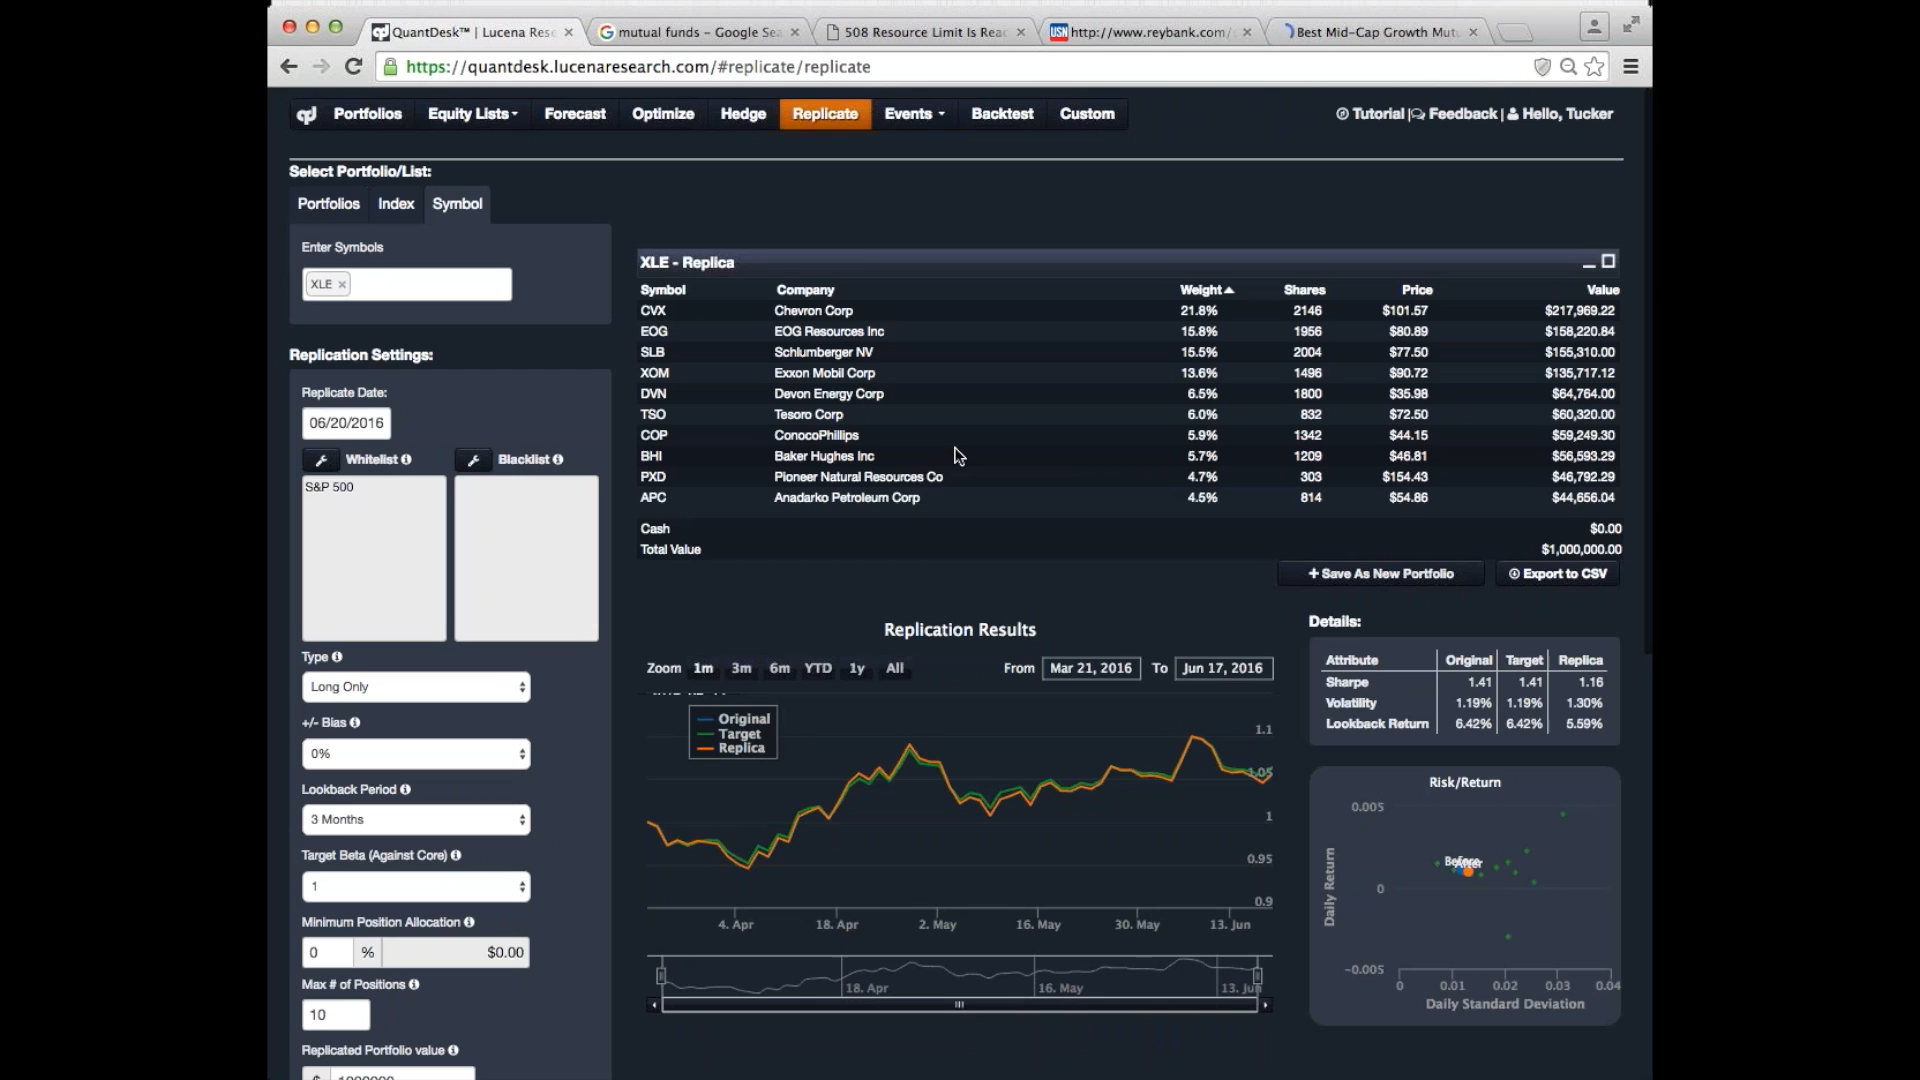 QuantDesk™ | Lucena Res
mutual funds - Google Sea
508 Resource Limit Is Reac
USN http://www.reybank.com/
Best Mid-Cap Growth Mut
https://quantdesk.lucenaresearch.com/#replicate/replicate
qd Portfolios Equity Lists Forecast Optimize Hedge Replicate Events Backtest Custom
Tutorial | Feedback | Hello, Tucker
Select Portfolio/List:
Portfolios Index Symbol
Enter Symbols
XLE ×
Replication Settings:
Replicate Date:
06/20/2016
Whitelist Blacklist
S&P 500
Type
Long Only
+/- Bias
0%
Lookback Period
3 Months
Target Beta (Against Core)
1
Minimum Position Allocation
0 % $0.00
Max # of Positions
10
Replicated Portfolio value
$ 1000000
XLE - Replica
Symbol Company Weight Shares Price Value
CVX Chevron Corp 21.8% 2146 $101.57 $217,969.22
EOG EOG Resources Inc 15.8% 1956 $80.89 $158,220.84
SLB Schlumberger NV 15.5% 2004 $77.50 $155,310.00
XOM Exxon Mobil Corp 13.6% 1496 $90.72 $135,717.12
DVN Devon Energy Corp 6.5% 1800 $35.98 $64,764.00
TSO Tesoro Corp 6.0% 832 $72.50 $60,320.00
COP ConocoPhillips 5.9% 1342 $44.15 $59,249.30
BHI Baker Hughes Inc 5.7% 1209 $46.81 $56,593.29
PXD Pioneer Natural Resources Co 4.7% 303 $154.43 $46,792.29
APC Anadarko Petroleum Corp 4.5% 814 $54.86 $44,656.04
Cash $0.00
Total Value $1,000,000.00
+ Save As New Portfolio Export to CSV
Replication Results
Zoom 1m 3m 6m YTD 1y All From Mar 21, 2016 To Jun 17, 2016
Original
Target
Replica
1.1
1.05
1
0.95
0.9
4. Apr 18. Apr 2. May 16. May 30. May 13. Jun
18. Apr 16. May 13. Jun
Details:
Attribute Original Target Replica
Sharpe 1.41 1.41 1.16
Volatility 1.19% 1.19% 1.30%
Lookback Return 6.42% 6.42% 5.59%
Risk/Return
Daily Return
0.005
0
-0.005
Before
After
0 0.01 0.02 0.03 0.04
Daily Standard Deviation